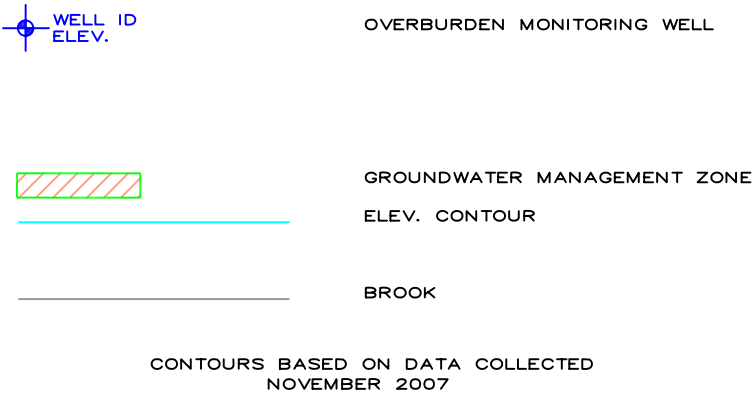 WELL ID
ELEV.
OVERBURDEN MONITORING WELL
GROUNDWATER MANAGEMENT ZONE
ELEV. CONTOUR
BROOK
CONTOURS BASED ON DATA COLLECTED
NOVEMBER 2007